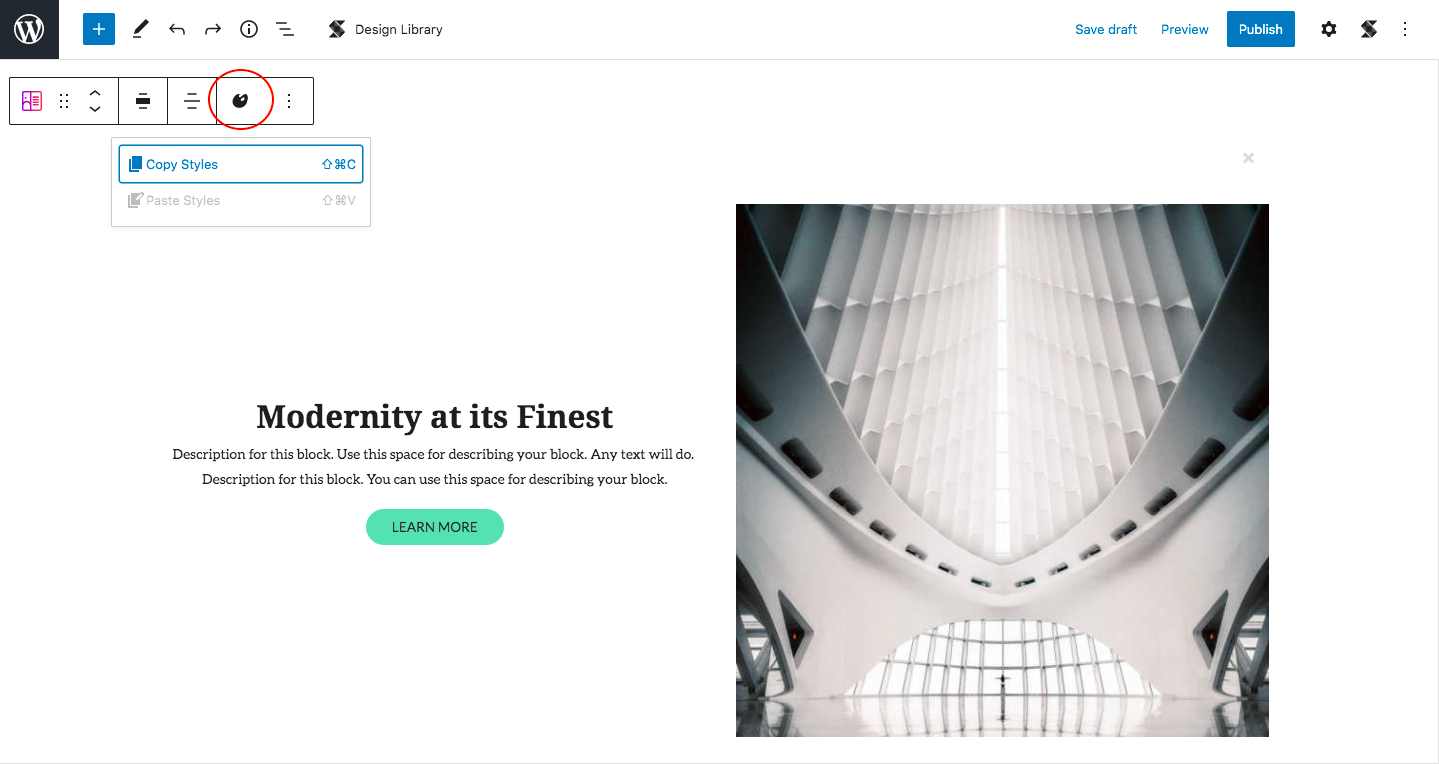 Design Library
Save draft
Preview
Publish
Copy Styles ⇧⌘C
Paste Styles ⇧⌘V
Modernity at its Finest
Description for this block. Use this space for describing your block. Any text will do.
Description for this block. You can use this space for describing your block.
LEARN MORE